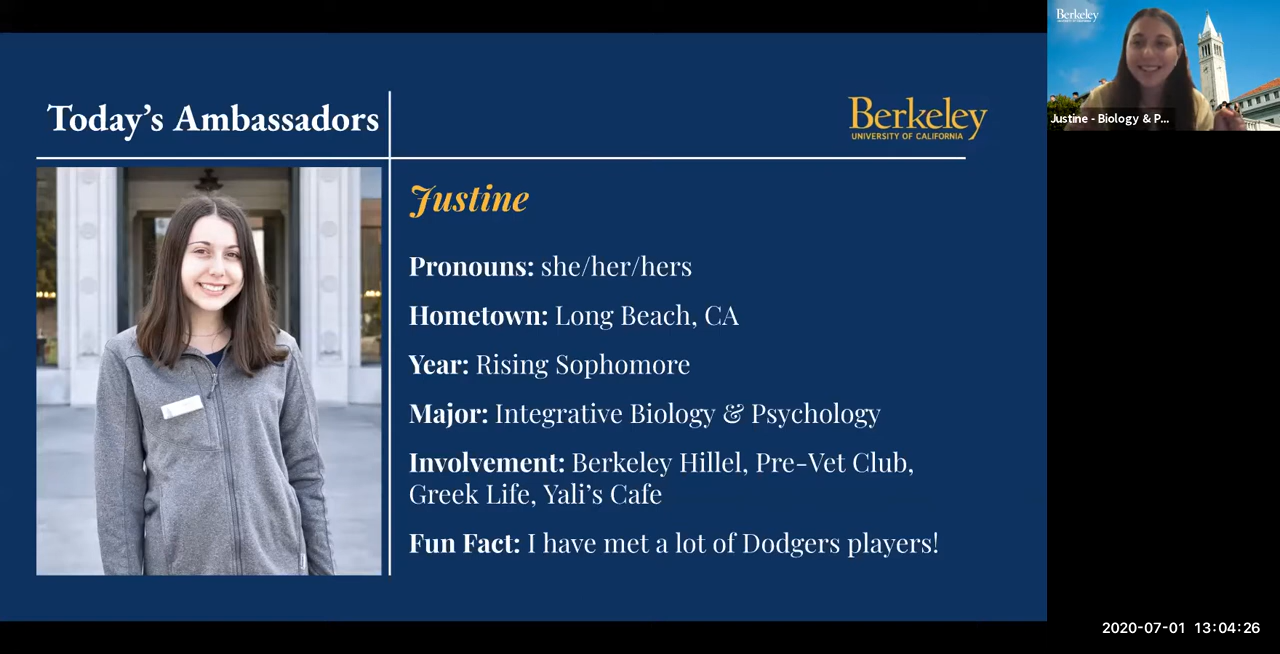 Today's Ambassadors
Berkeley
UNIVERSITY OF CALIFORNIA
Justine
Pronouns: she/her/hers
Hometown: Long Beach, CA
Year: Rising Sophomore
Major: Integrative Biology & Psychology
Involvement: Berkeley Hillel, Pre-Vet Club,
Greek Life, Yali's Cafe
Fun Fact: I have met a lot of Dodgers players!
Berkeley
Justine - Biology & P...
2020-07-01 13:04:26